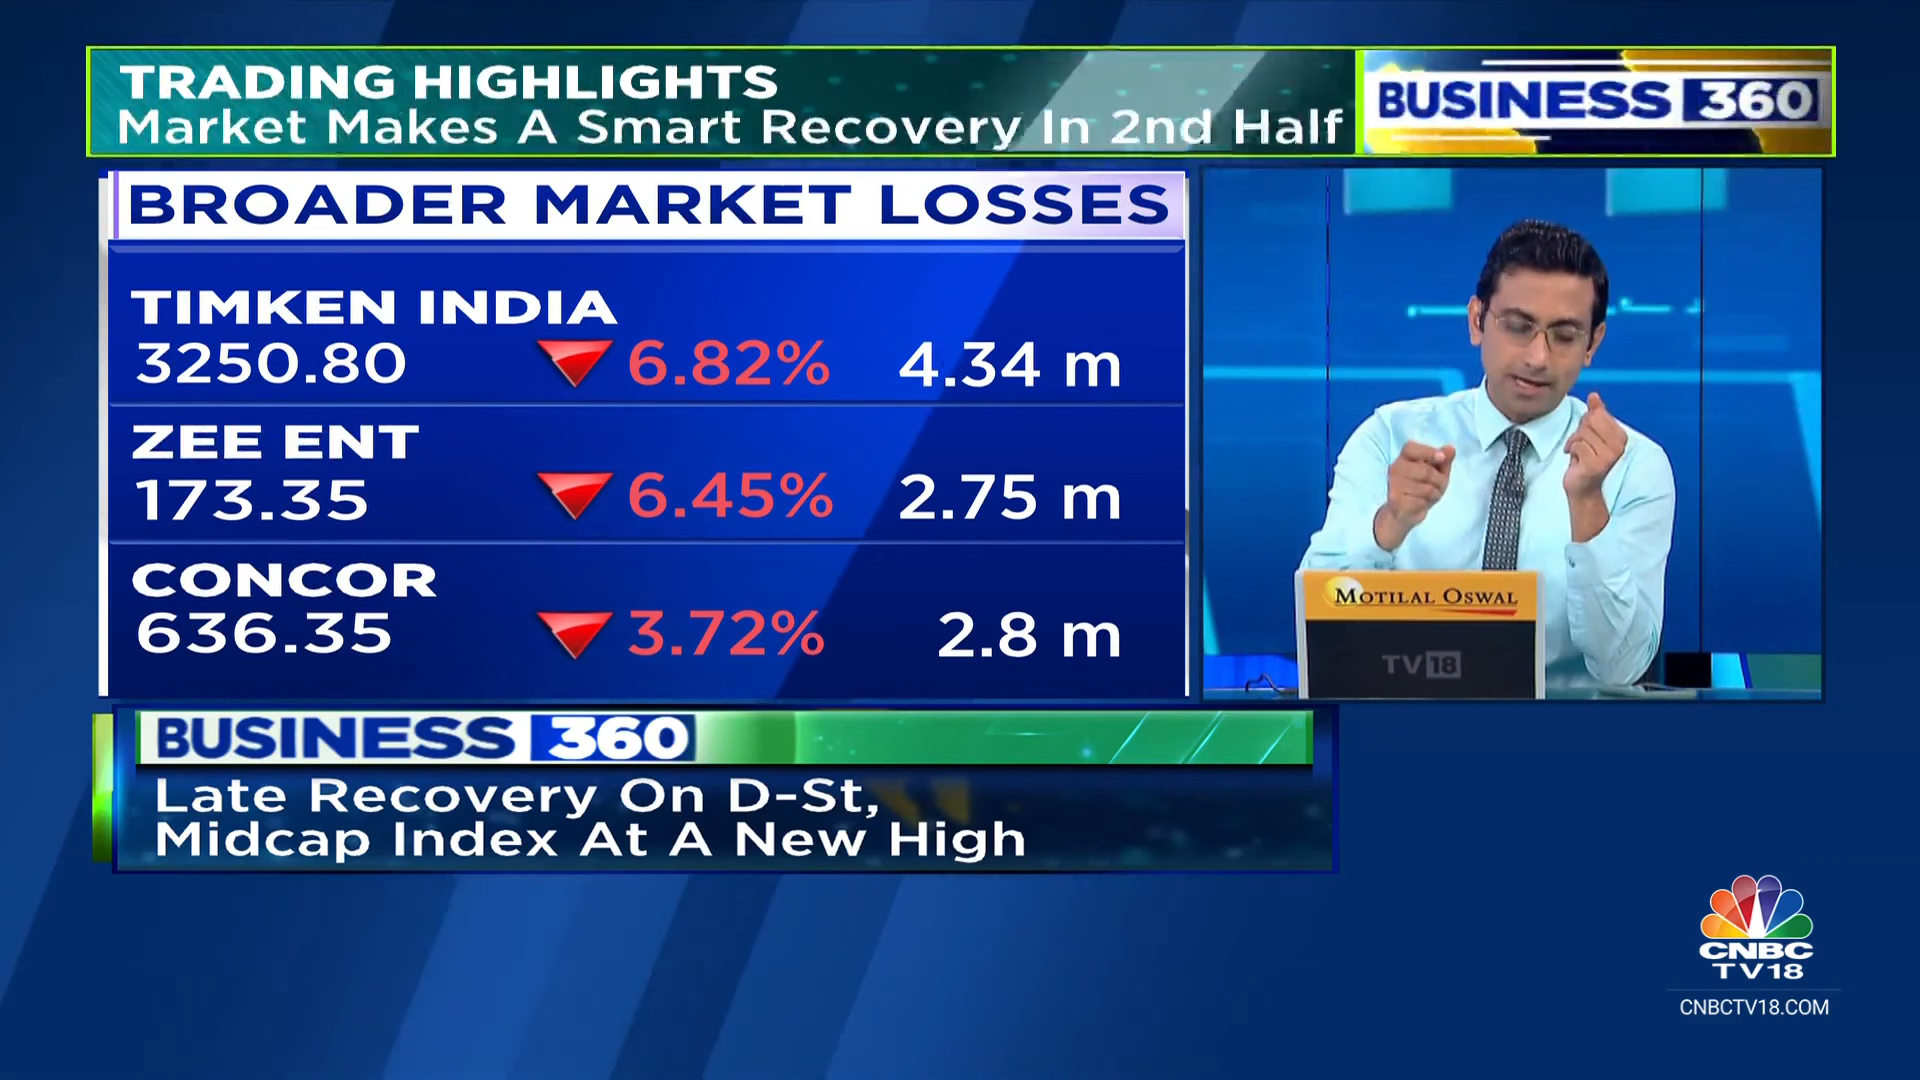 TRADING HIGHLIGHTS
Market Makes A Smart Recovery In 2nd Half
BUSINESS 360
BROADER MARKET LOSSES
TIMKEN INDIA
3250.80 6.82% 4.34 m
ZEE ENT
173.35 6.45% 2.75 m
CONCOR
636.35 3.72% 2.8 m
MOTILAL OSWAL
TV18
BUSINESS 360
Late Recovery On D-St,
Midcap Index At A New High
CNBC
TV18
CNBCTV18.COM